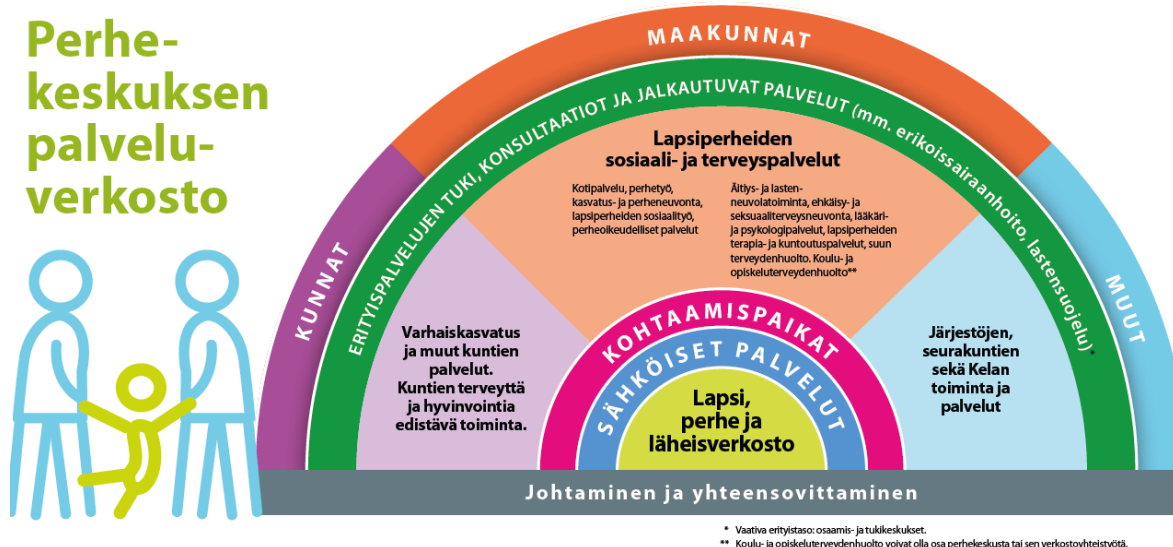 Perhe-
keskuksen
palvelu-
verkosto
MAAKUNNAT
KUNNAT
MUUT
ERITYISPALVELUJEN TUKI, KONSULTAATIOT JA JALKAUTUVAT PALVELUT (mm. erikoissairaanhoito, lastensuojelu)*
Lapsiperheiden
sosiaali- ja terveyspalvelut
Kotipalvelu, perhetyö,
kasvatus- ja perheneuvonta,
lapsiperheiden sosiaalityö,
perheoikeudelliset palvelut
Äitiys- ja lasten-
neuvolatoiminta, ehkäisy- ja
seksuaaliterveysneuvonta, lääkäri-
ja psykologipalvelut, lapsiperheiden
terapia- ja kuntoutuspalvelut, suun
terveydenhuolto. Koulu- ja
opiskeluterveydenhuolto**
Varhaiskasvatus
ja muut kuntien
palvelut.
Kuntien terveyttä
ja hyvinvointia
edistävä toiminta.
KOHTAAMISPAIKAT
SÄHKÖISET PALVELUT
Lapsi,
perhe ja
läheisverkosto
Järjestöjen,
seurakuntien
sekä Kelan
toiminta ja
palvelut
Johtaminen ja yhteensovittaminen
* Vaativa erityistaso: osaamis- ja tukikeskukset.
** Koulu- ja opiskeluterveydenhuolto voivat olla osa perhekeskusta tai sen verkostoyhteistyötä.